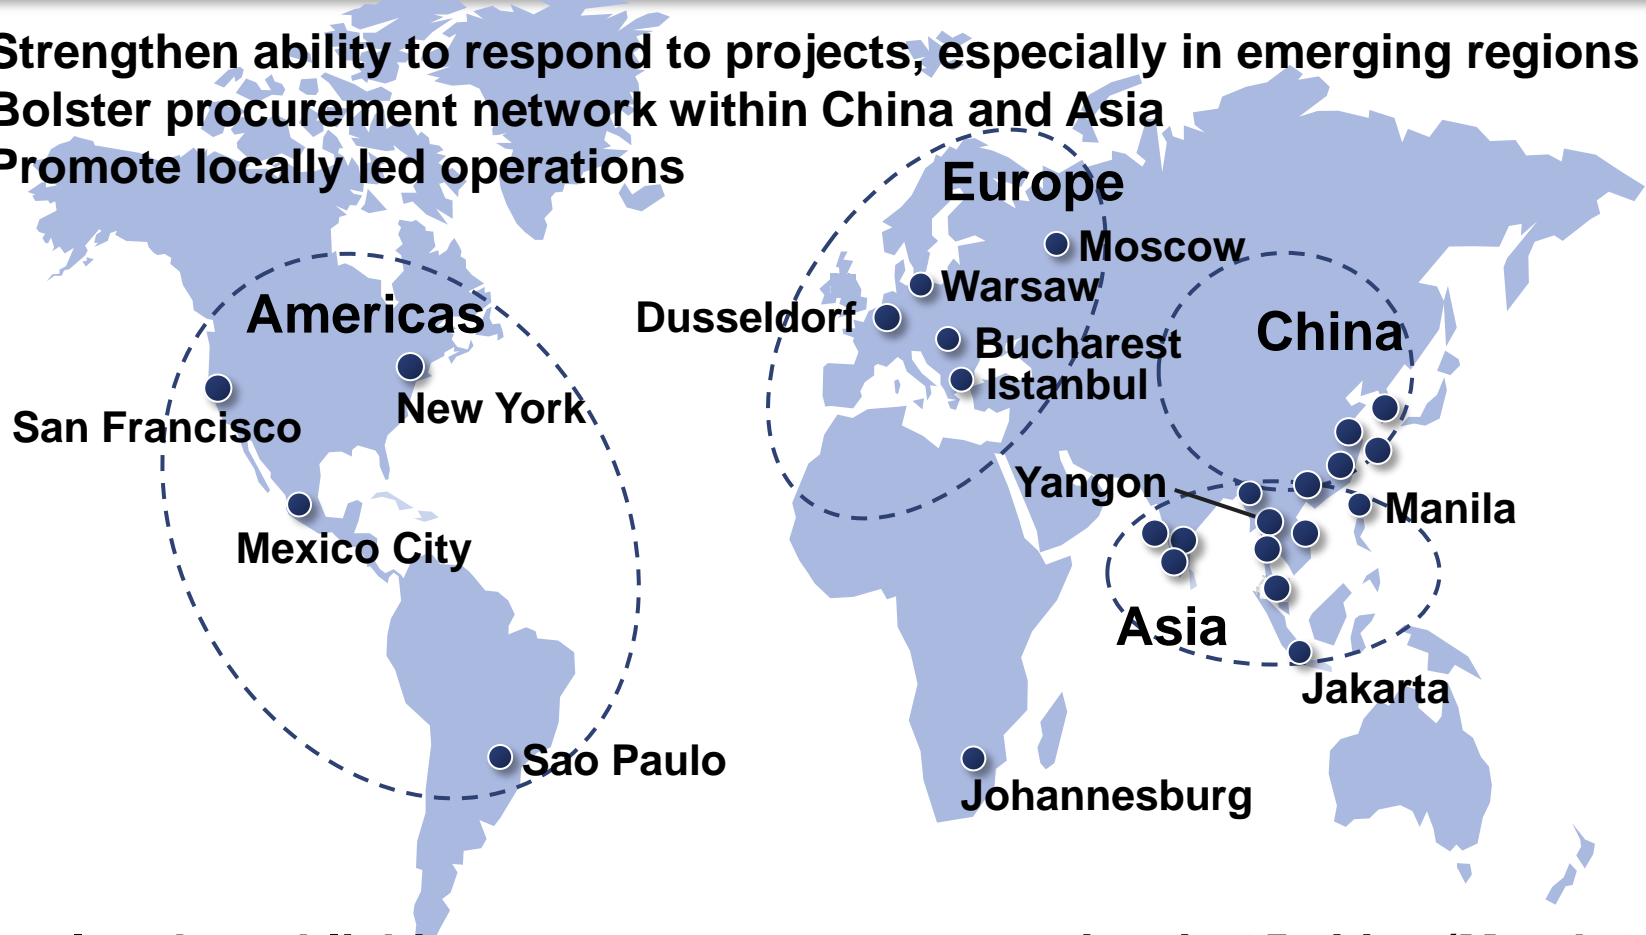 Strengthen ability to respond to projects, especially in emerging regions
Bolster procurement network within China and Asia
Promote locally led operations
Europe
Moscow
Warsaw
Dusseldorf
Bucharest
Istanbul
Americas
New York
San Francisco
Mexico City
Sao Paulo
China
Yangon
Manila
Asia
Jakarta
Johannesburg